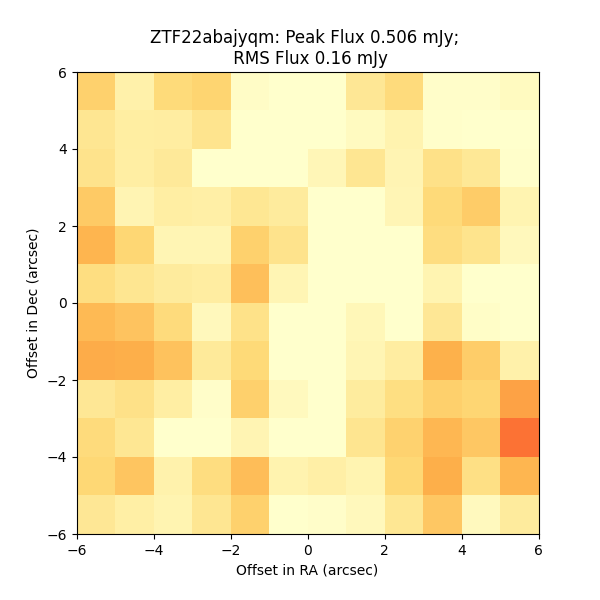 ZTF22abajyqm: Peak Flux 0.506 mJy;
RMS Flux 0.16 mJy
6
4
2
0
−2
−4
−6
Offset in Dec (arcsec)
−6 −4 −2 0 2 4 6
Offset in RA (arcsec)